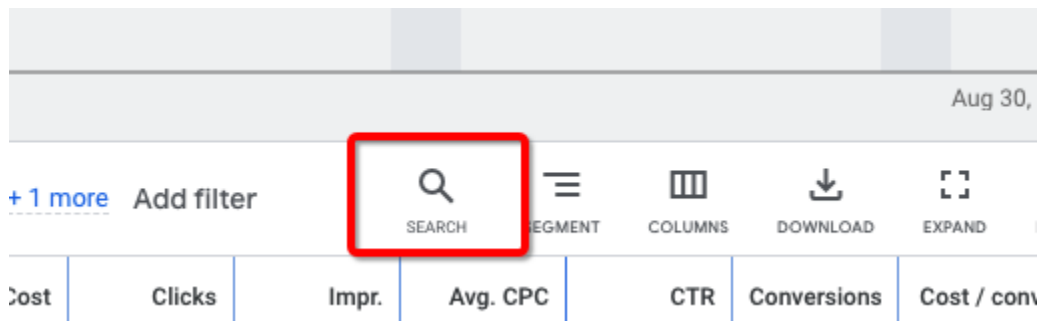 Aug 30,
+ 1 more Add filter
SEARCH SEGMENT COLUMNS DOWNLOAD EXPAND
Cost Clicks Impr. Avg. CPC CTR Conversions Cost / conv